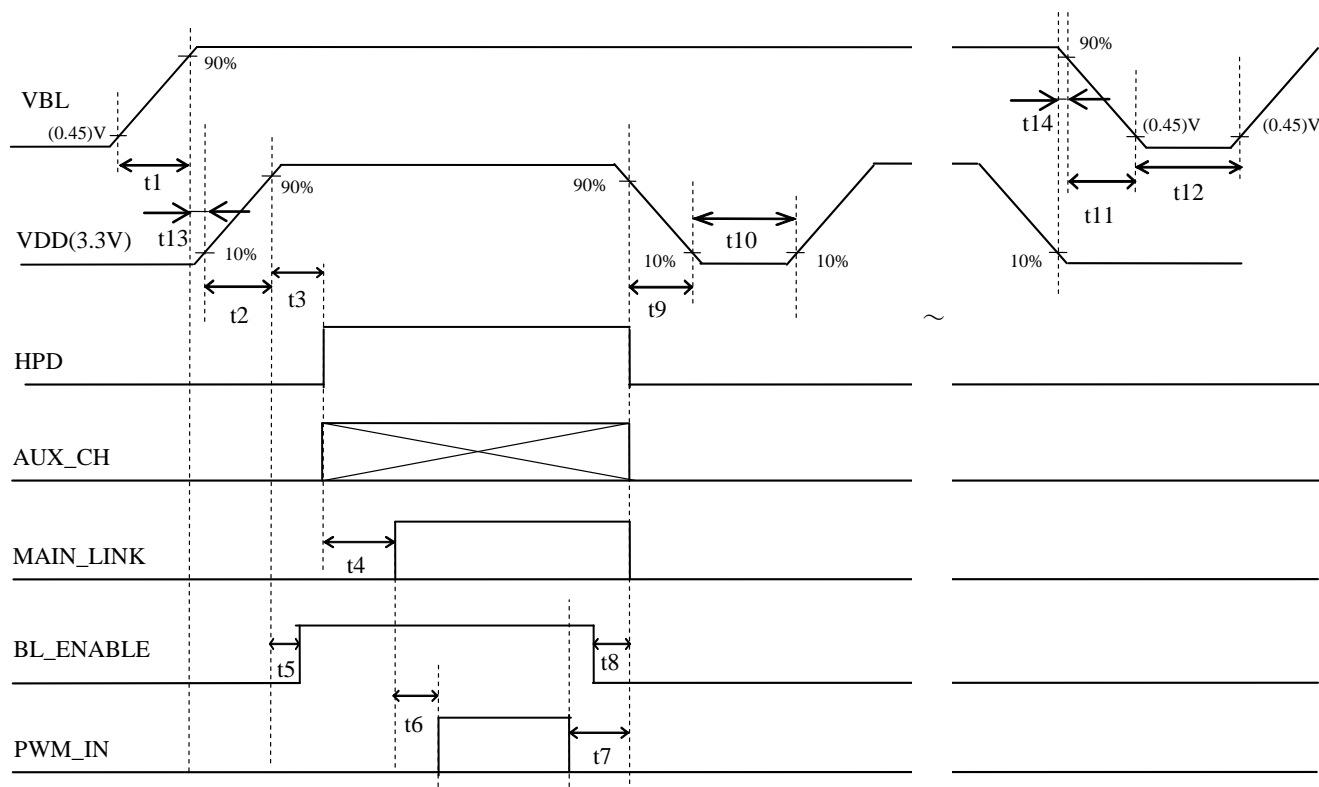 90%
90%
VBL
(0.45)V
t14
(0.45)V
(0.45)V
t1
90%
90%
t11
t12
t13
VDD(3.3V)
10%
t10
10%
10%
10%
t2
t3
t9
~
HPD
AUX_CH
MAIN_LINK
t4
BL_ENABLE
t5
t8
t6
t7
PWM_IN